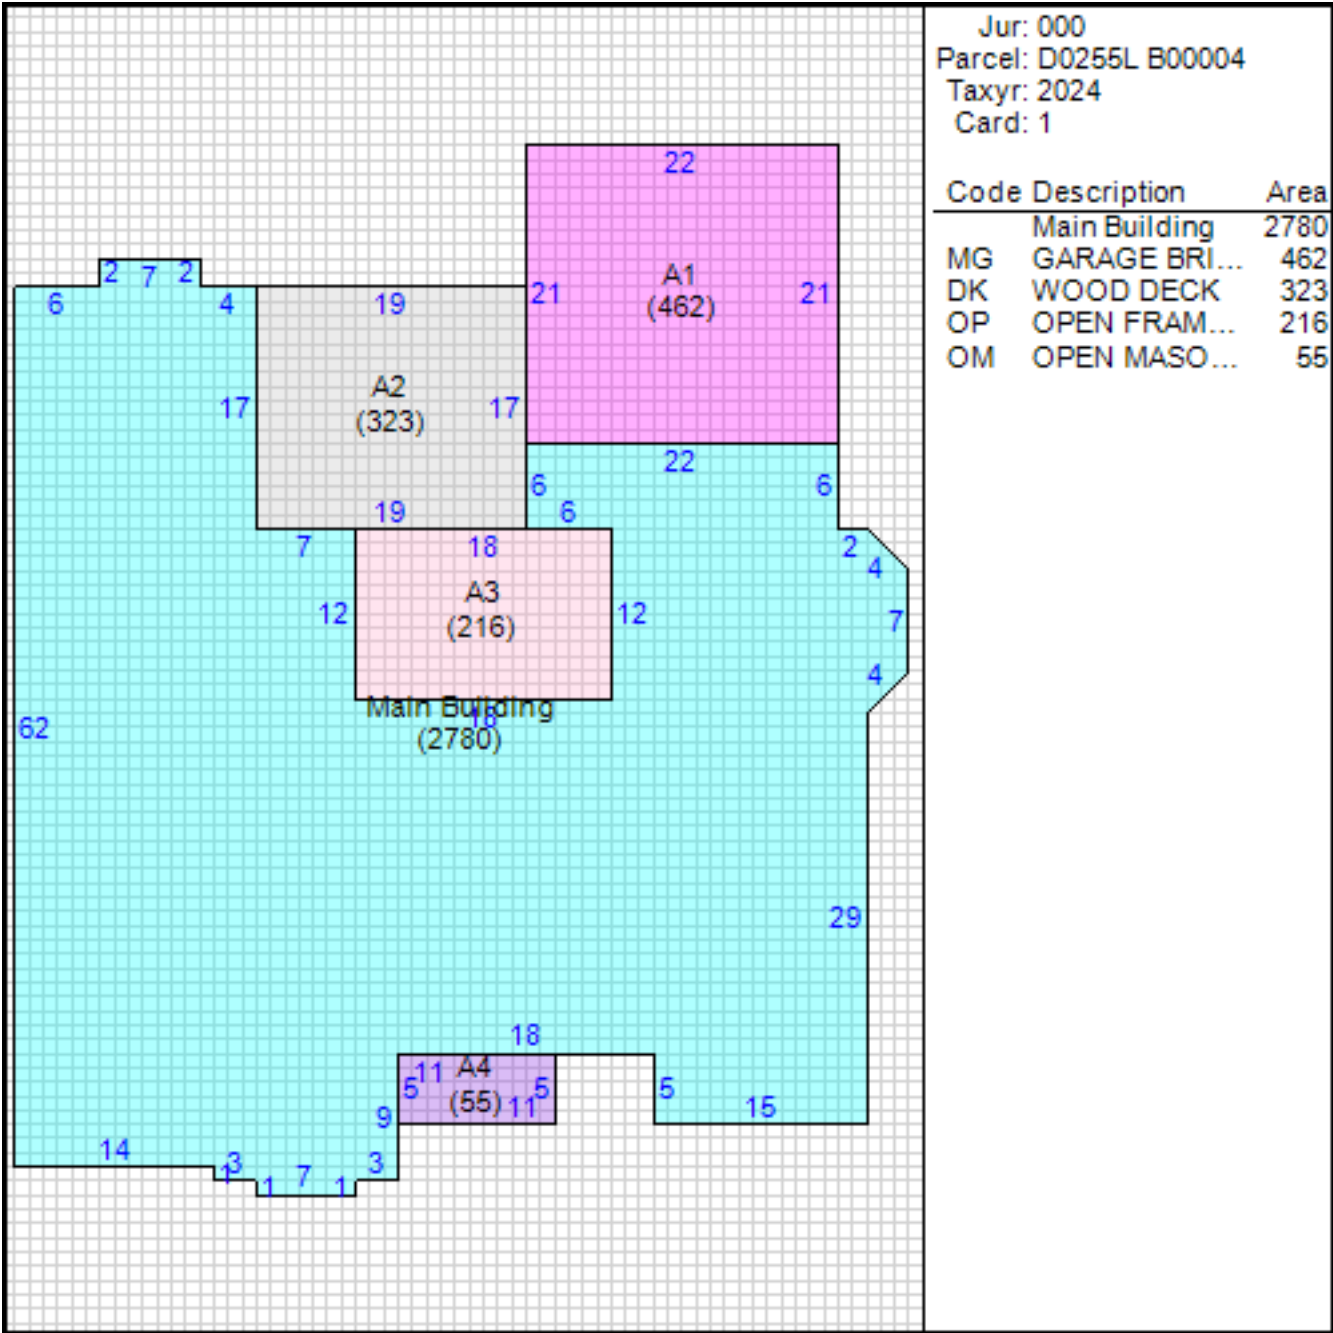 Jur: 000
Parcel: D0255L B00004
Taxyr: 2024
Card: 1
Code Description Area
Main Building 2780
MG GARAGE BRI... 462
DK WOOD DECK 323
OP OPEN FRAM... 216
OM OPEN MASO... 55
22
A1
(462)
21 21
22
2 7 2
6 4 19
A2
(323)
17 17
19
6 6
6
7 18
2
4
A3
(216)
12 12
7
4
Main Building
18
(2780)
62
29
18
A4
(55)
11
5 5
11
5
15
9
14
3
1
1
7
1
3